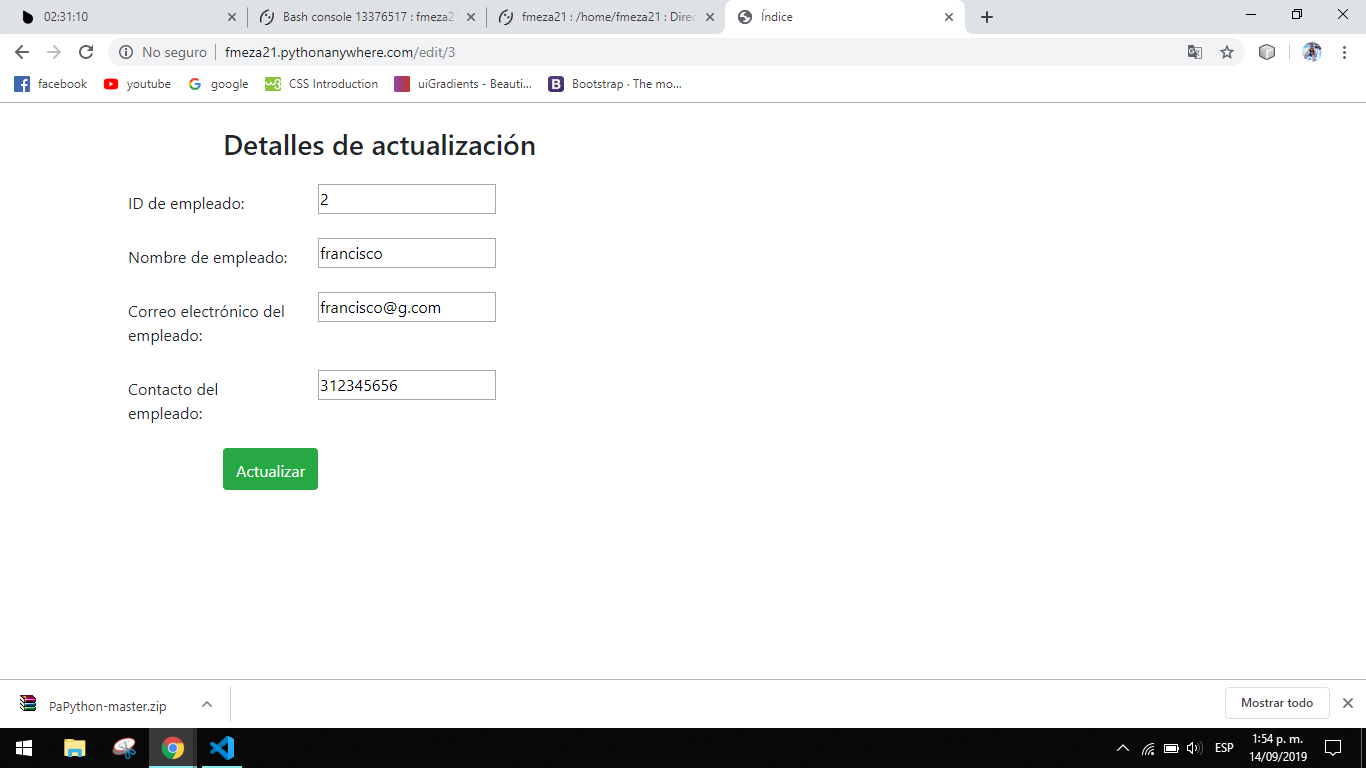 02:31:10
Bash console 13376517 : fmeza2
fmeza21 : /home/fmeza21 : Direc
Índice
No seguro
fmeza21.pythonanywhere.com/edit/3
facebook
youtube
google
CSS Introduction
uiGradients - Beauti...
Bootstrap · The mo...
Detalles de actualización
ID de empleado:
2
Nombre de empleado:
francisco
Correo electrónico del
empleado:
francisco@g.com
Contacto del
empleado:
312345656
Actualizar
PaPython-master.zip
Mostrar todo
ESP
1:54 p. m.
14/09/2019